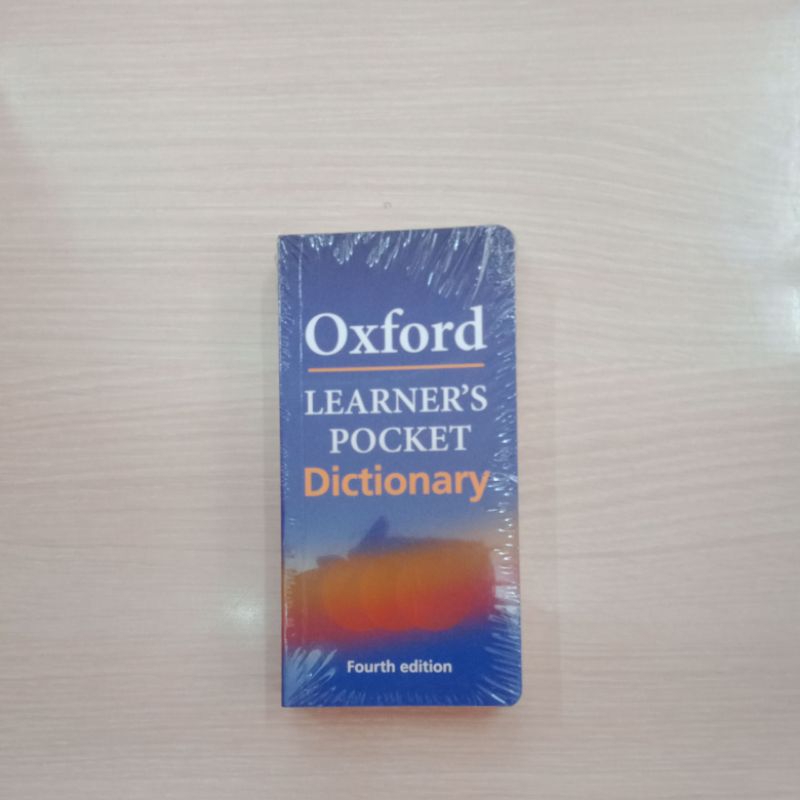 Oxford
LEARNER'S
POCKET
Dictionary
Fourth edition